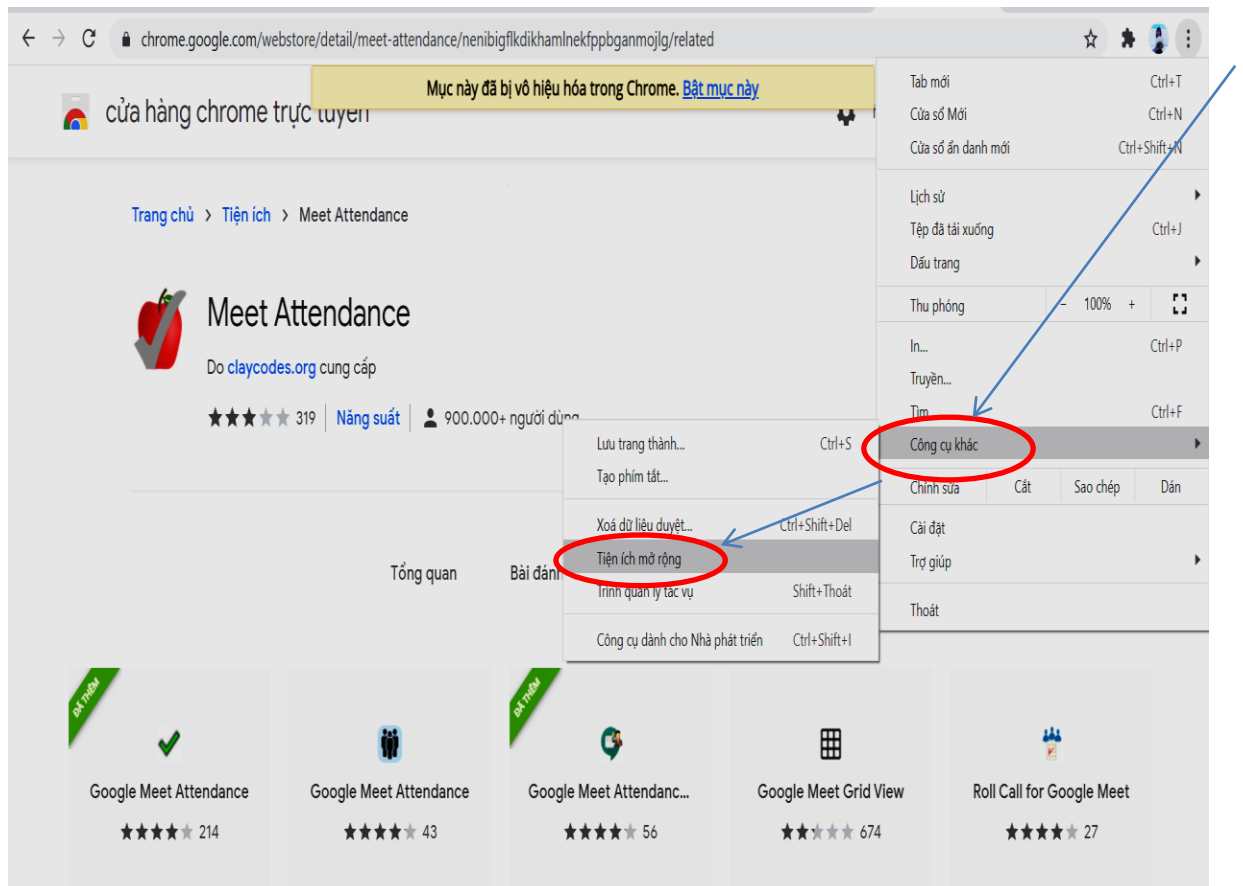 chrome.google.com/webstore/detail/meet-attendance/nenibigflkdikhamlnekfppbganmojlg/related
Mục này đã bị vô hiệu hóa trong Chrome. Bật mục này
cửa hàng chrome trực tuyến
Trang chủ > Tiện ích > Meet Attendance
Meet Attendance
Do claycodes.org cung cấp
319 Năng suất 900.000+ người dùng
Tổng quan Bài đánh
Tab mới Ctrl+T
Cửa sổ Mới Ctrl+N
Cửa sổ ẩn danh mới Ctrl+Shift+N
Lịch sử
Tệp đã tải xuống Ctrl+J
Dấu trang
Thu phóng - 100% +
In... Ctrl+P
Truyền...
Tìm... Ctrl+F
Công cụ khác
Chỉnh sửa Cắt Sao chép Dán
Cài đặt
Trợ giúp
Thoát
Lưu trang thành... Ctrl+S
Tạo phím tắt...
Xoá dữ liệu duyệt... Ctrl+Shift+Del
Tiện ích mở rộng
Trình quản lý tác vụ Shift+Thoát
Công cụ dành cho Nhà phát triển Ctrl+Shift+I
ĐÃ THÊM
Google Meet Attendance
214
Google Meet Attendance
43
ĐÃ THÊM
Google Meet Attendanc...
56
Google Meet Grid View
674
Roll Call for Google Meet
27